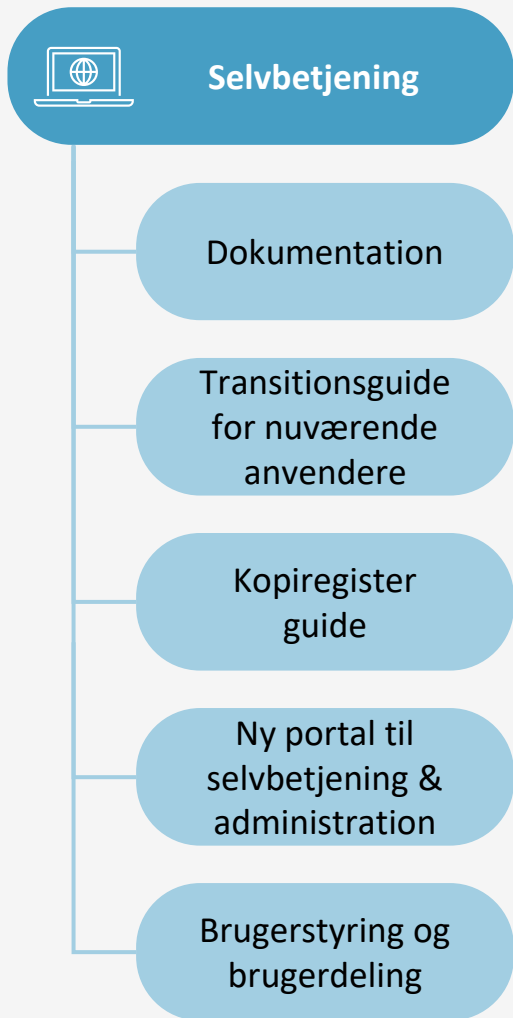 Selvbetjening
Dokumentation
Transitionsguide
for nuværende
anvendere
Kopiregister
guide
Ny portal til
selvbetjening &
administration
Brugerstyring og
brugerdeling